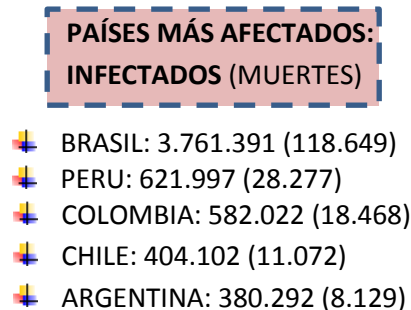 PAÍSES MÁS AFECTADOS:
INFECTADOS (MUERTES)
BRASIL: 3.761.391 (118.649)
PERU: 621.997 (28.277)
COLOMBIA: 582.022 (18.468)
CHILE: 404.102 (11.072)
ARGENTINA: 380.292 (8.129)